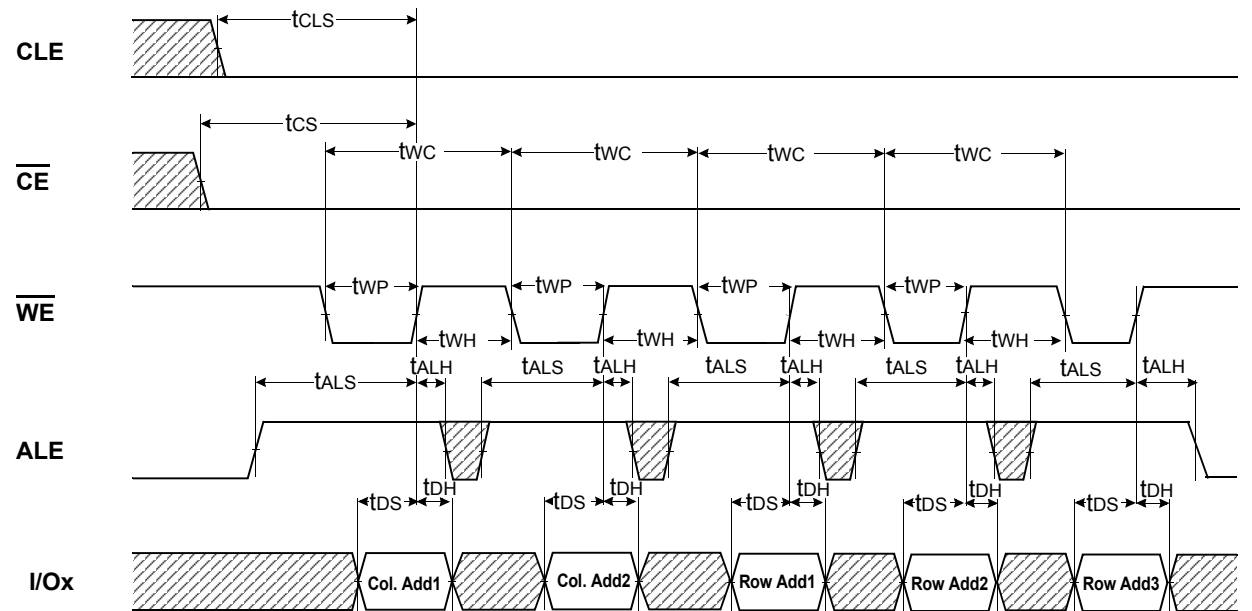 tCLS
CLE
tCS
tWC tWC tWC tWC
CE
tWP tWP tWP tWP
WE
tWH tWH tWH tWH
tALS tALH tALS tALH tALS tALH tALS tALH tALS tALH
ALE
tDS tDH tDS tDH tDS tDH tDS tDH tDS tDH
I/Ox Col. Add1 Col. Add2 Row Add1 Row Add2 Row Add3